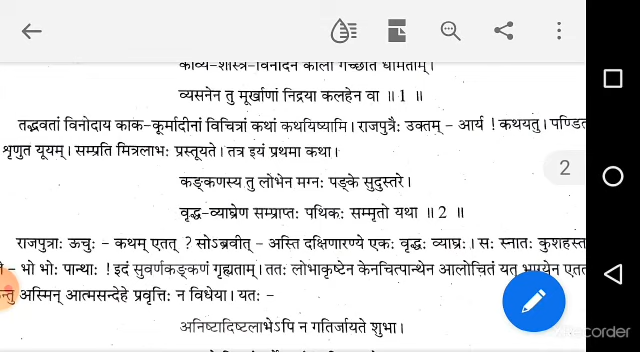 काव्य-शास्त्र-विनोदेन कालो गच्छति धीमताम्।
व्यसनेन तु मूर्खाणां निद्रया कलहेन वा ॥ 1 ॥
तद्भवतां विनोदाय काक-कूर्मादीनां विचित्रां कथां कथयिष्यामि। राजपुत्रैः उक्तम् - आर्य ! कथयतु।
शृणुत यूयम्। सम्प्रति मित्रलाभः प्रस्तूयते। तत्र इयं प्रथमा कथा।
2
कङ्कणस्य तु लोभेन मग्नः पङ्के सुदुस्तरे।
वृद्ध-व्याघ्रेण सम्प्राप्तः पथिकः सम्मृतो यथा ॥ 2 ॥
राजपुत्राः ऊचुः - कथम् एतत् ? सोऽब्रवीत् - अस्ति दक्षिणारण्ये एकः वृद्धः व्याघ्रः। सः स्नातः कुशहस्त
- भो भोः पान्थाः ! इदं सुवर्णकङ्कणं गृह्यताम्। ततः लोभाकृष्टेन केनचित्पान्थेन आलोचितं यत् भाग्येन एतत
अस्मिन् आत्मसन्देहे प्रवृत्तिः न विधेया। यतः -
अनिष्टादिष्टलाभेऽपि न गतिर्जायते शुभा।